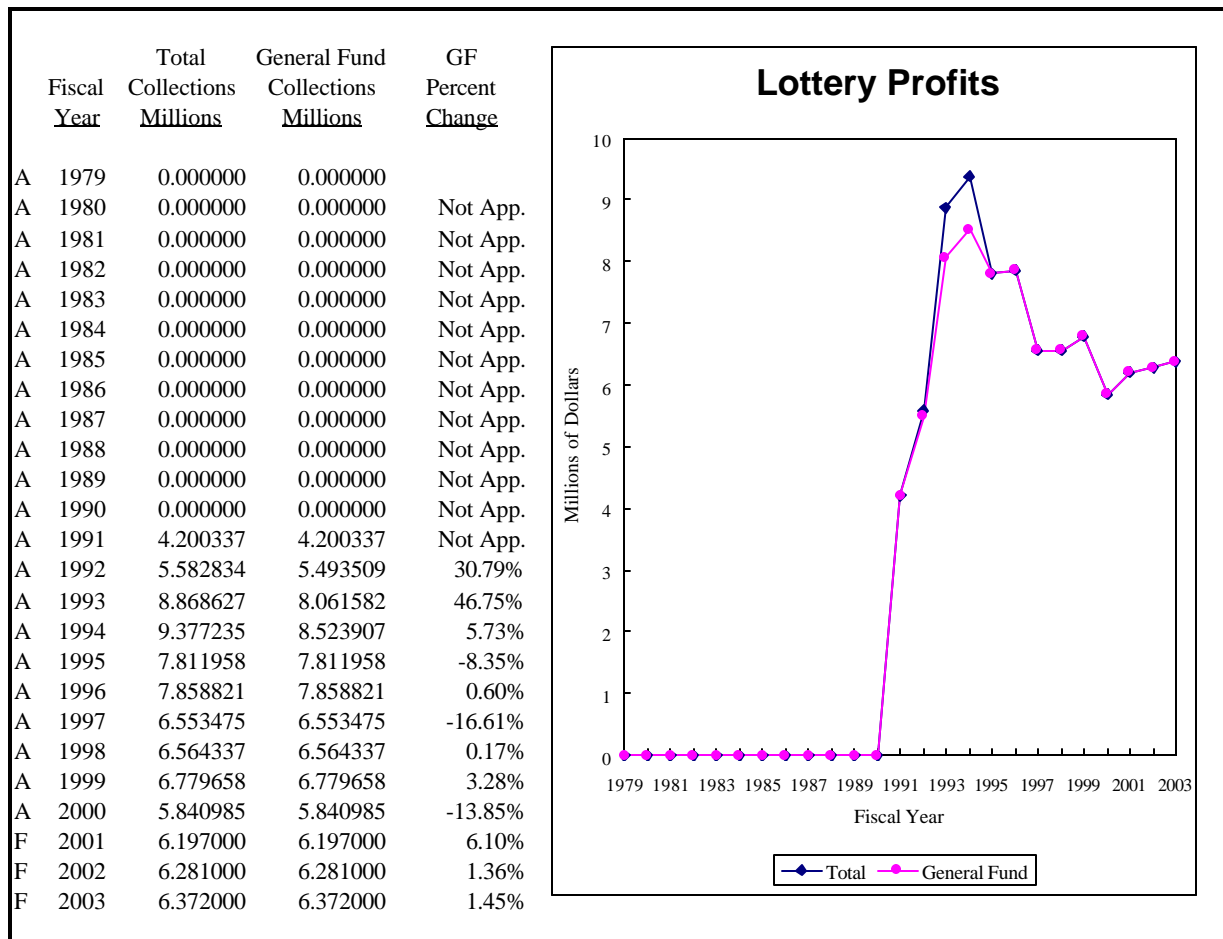 Total General Fund GF
Fiscal Collections Collections Percent
Year Millions Millions Change
A 1979 0.000000 0.000000
A 1980 0.000000 0.000000 Not App.
A 1981 0.000000 0.000000 Not App.
A 1982 0.000000 0.000000 Not App.
A 1983 0.000000 0.000000 Not App.
A 1984 0.000000 0.000000 Not App.
A 1985 0.000000 0.000000 Not App.
A 1986 0.000000 0.000000 Not App.
A 1987 0.000000 0.000000 Not App.
A 1988 0.000000 0.000000 Not App.
A 1989 0.000000 0.000000 Not App.
A 1990 0.000000 0.000000 Not App.
A 1991 4.200337 4.200337 Not App.
A 1992 5.582834 5.493509 30.79%
A 1993 8.868627 8.061582 46.75%
A 1994 9.377235 8.523907 5.73%
A 1995 7.811958 7.811958 -8.35%
A 1996 7.858821 7.858821 0.60%
A 1997 6.553475 6.553475 -16.61%
A 1998 6.564337 6.564337 0.17%
A 1999 6.779658 6.779658 3.28%
A 2000 5.840985 5.840985 -13.85%
F 2001 6.197000 6.197000 6.10%
F 2002 6.281000 6.281000 1.36%
F 2003 6.372000 6.372000 1.45%
Lottery Profits
Millions of Dollars
10
9
8
7
6
5
4
3
2
1
0
1979 1981 1983 1985 1987 1989 1991 1993 1995 1997 1999 2001 2003
Fiscal Year
Total General Fund